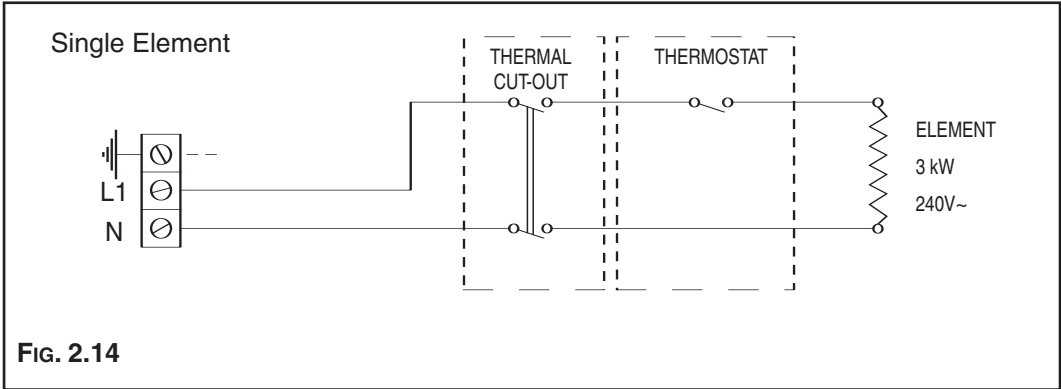 Single Element
THERMAL
CUT-OUT
THERMOSTAT
L1
N
ELEMENT
3 kW
240V~
FIG. 2.14